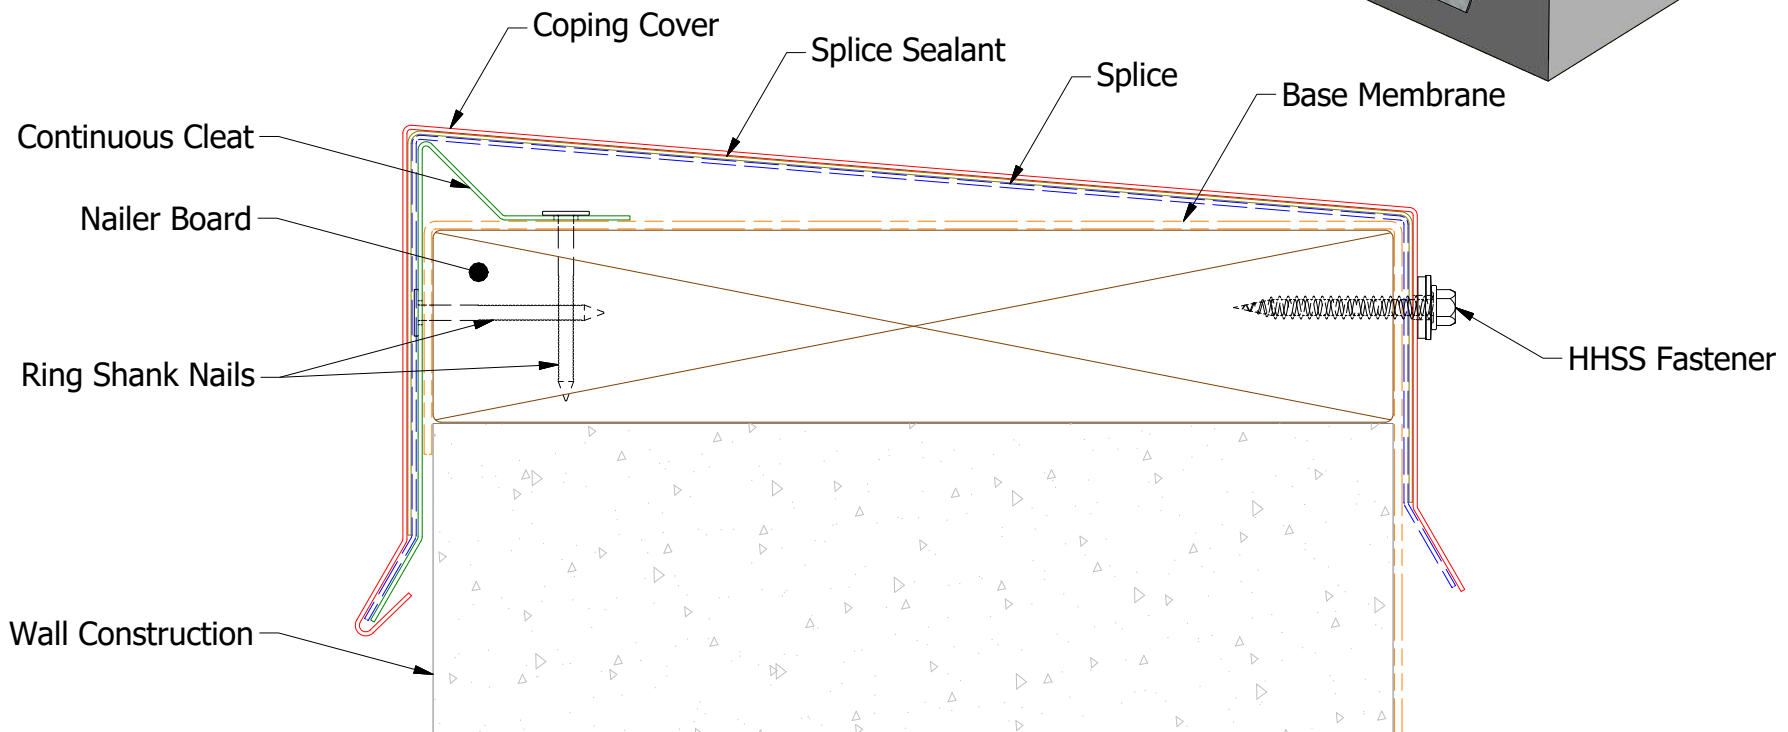 Coping Cover
Splice Sealant
Splice
Base Membrane
Continuous Cleat
Nailer Board
Ring Shank Nails
HHSS Fastener
Wall Construction